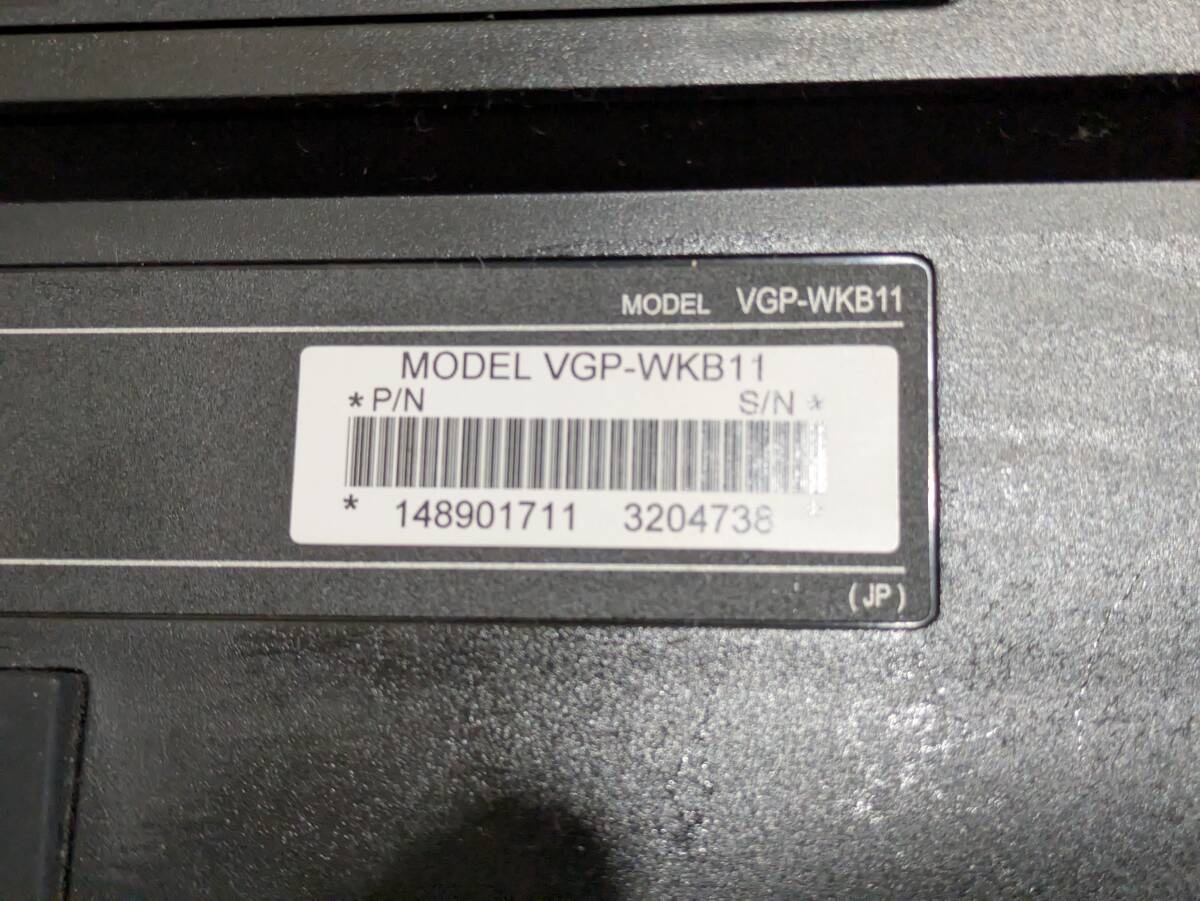 MODEL VGP-WKB11
MODEL VGP-WKB11
*P/N S/N*
* 148901711 3204738 *
(JP)